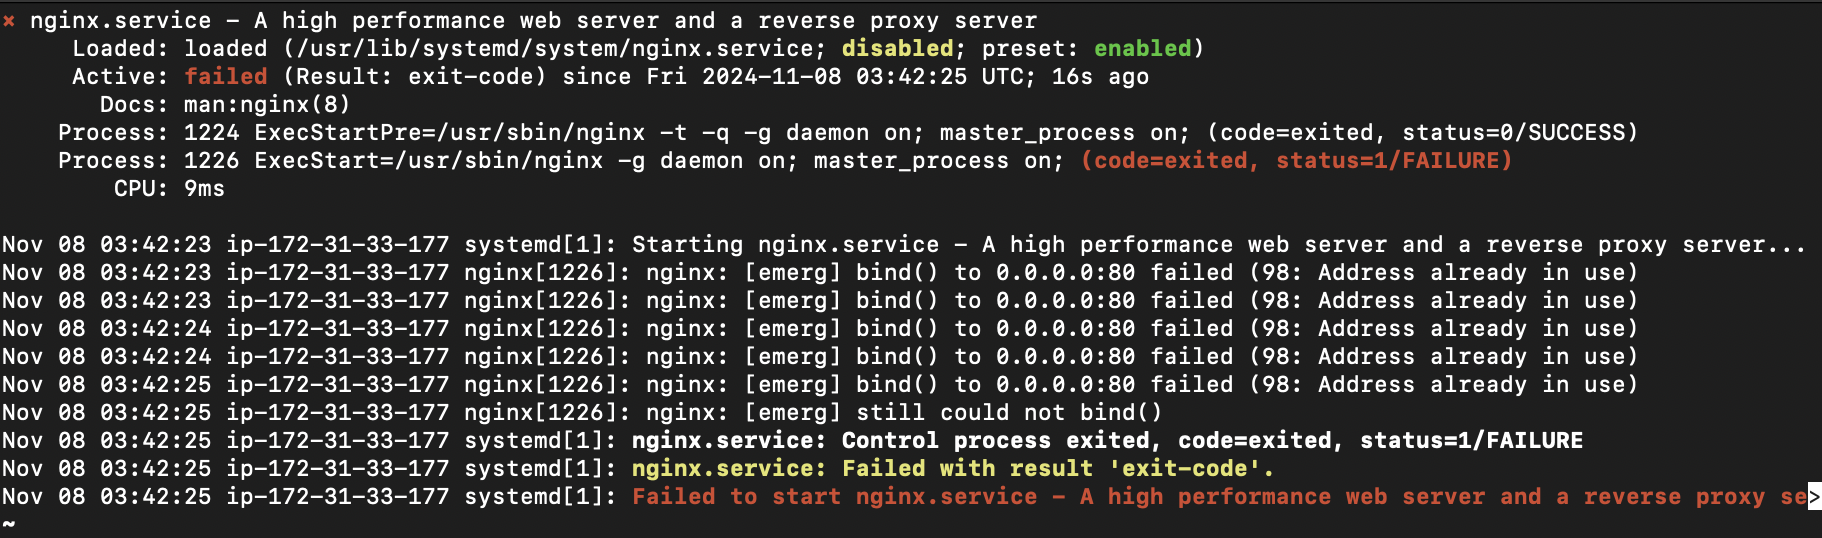 × nginx.service – A high performance web server and a reverse proxy server
     Loaded: loaded (/usr/lib/systemd/system/nginx.service; disabled; preset: enabled)
     Active: failed (Result: exit-code) since Fri 2024-11-08 03:42:25 UTC; 16s ago
       Docs: man:nginx(8)
    Process: 1224 ExecStartPre=/usr/sbin/nginx -t -q -g daemon on; master_process on; (code=exited, status=0/SUCCESS)
    Process: 1226 ExecStart=/usr/sbin/nginx -g daemon on; master_process on; (code=exited, status=1/FAILURE)
        CPU: 9ms

Nov 08 03:42:23 ip-172-31-33-177 systemd[1]: Starting nginx.service – A high performance web server and a reverse proxy server...
Nov 08 03:42:23 ip-172-31-33-177 nginx[1226]: nginx: [emerg] bind() to 0.0.0.0:80 failed (98: Address already in use)
Nov 08 03:42:23 ip-172-31-33-177 nginx[1226]: nginx: [emerg] bind() to 0.0.0.0:80 failed (98: Address already in use)
Nov 08 03:42:24 ip-172-31-33-177 nginx[1226]: nginx: [emerg] bind() to 0.0.0.0:80 failed (98: Address already in use)
Nov 08 03:42:24 ip-172-31-33-177 nginx[1226]: nginx: [emerg] bind() to 0.0.0.0:80 failed (98: Address already in use)
Nov 08 03:42:25 ip-172-31-33-177 nginx[1226]: nginx: [emerg] bind() to 0.0.0.0:80 failed (98: Address already in use)
Nov 08 03:42:25 ip-172-31-33-177 nginx[1226]: nginx: [emerg] still could not bind()
Nov 08 03:42:25 ip-172-31-33-177 systemd[1]: nginx.service: Control process exited, code=exited, status=1/FAILURE
Nov 08 03:42:25 ip-172-31-33-177 systemd[1]: nginx.service: Failed with result 'exit-code'.
Nov 08 03:42:25 ip-172-31-33-177 systemd[1]: Failed to start nginx.service – A high performance web server and a reverse proxy se>
~